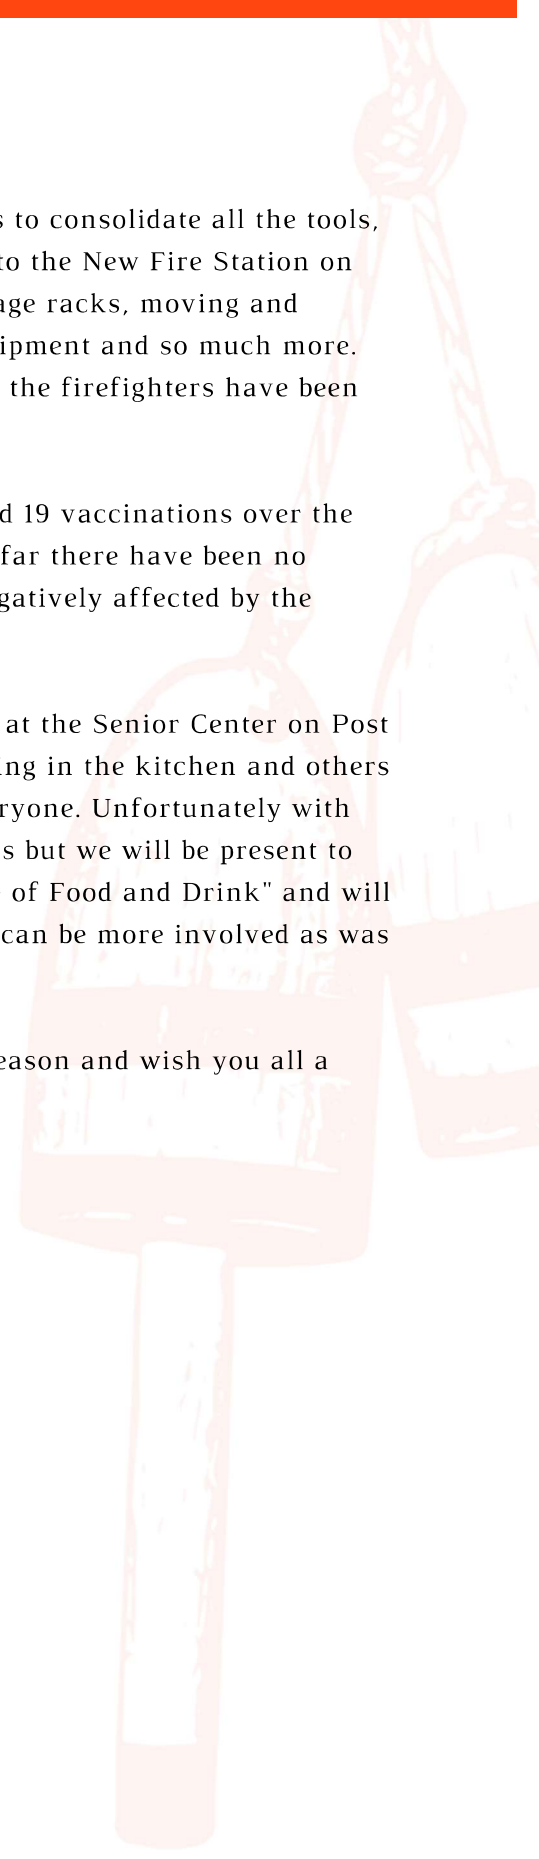 s to consolidate all the tools,
to the New Fire Station on
age racks, moving and
ipment and so much more.
the firefighters have been
d 19 vaccinations over the
far there have been no
gatively affected by the
at the Senior Center on Post
ing in the kitchen and others
ryone. Unfortunately with
s but we will be present to
of Food and Drink" and will
can be more involved as was
eason and wish you all a